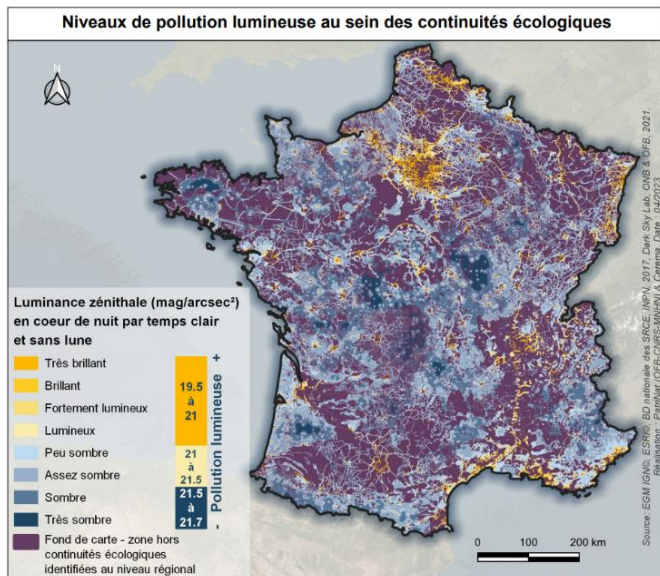 Niveaux de pollution lumineuse au sein des continuités écologiques
N
Luminance zénithale (mag/arcsec²)
en coeur de nuit par temps clair
et sans lune
Très brillant
Brillant
Fortement lumineux
Lumineux
Peu sombre
Assez sombre
Sombre
Très sombre
Fond de carte - zone hors
continuités écologiques
identifiées au niveau régional
19.5
à
21
21
à
21.5
21.5
à
21.7
- Pollution lumineuse +
0 100 200 km
Source: EGM IGN©, ESRI©, BD nationale des SRCE, INPN, 2017, Dark Sky Lab, ONB & OFB, 2021.
Réalisation : PatriNat (OFB-CNRS-MNHN) & Cerema, Date : 04/2023